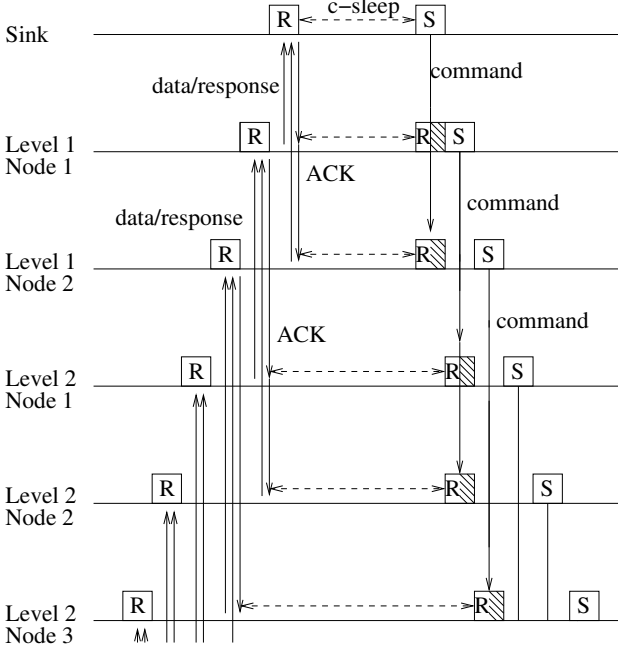 c-sleep
R
S
Sink
command
data/response
R
R
S
Level 1
Node 1
ACK
command
data/response
R
R
S
Level 1
Node 2
command
ACK
R
R
S
Level 2
Node 1
R
R
S
Level 2
Node 2
R
R
S
Level 2
Node 3